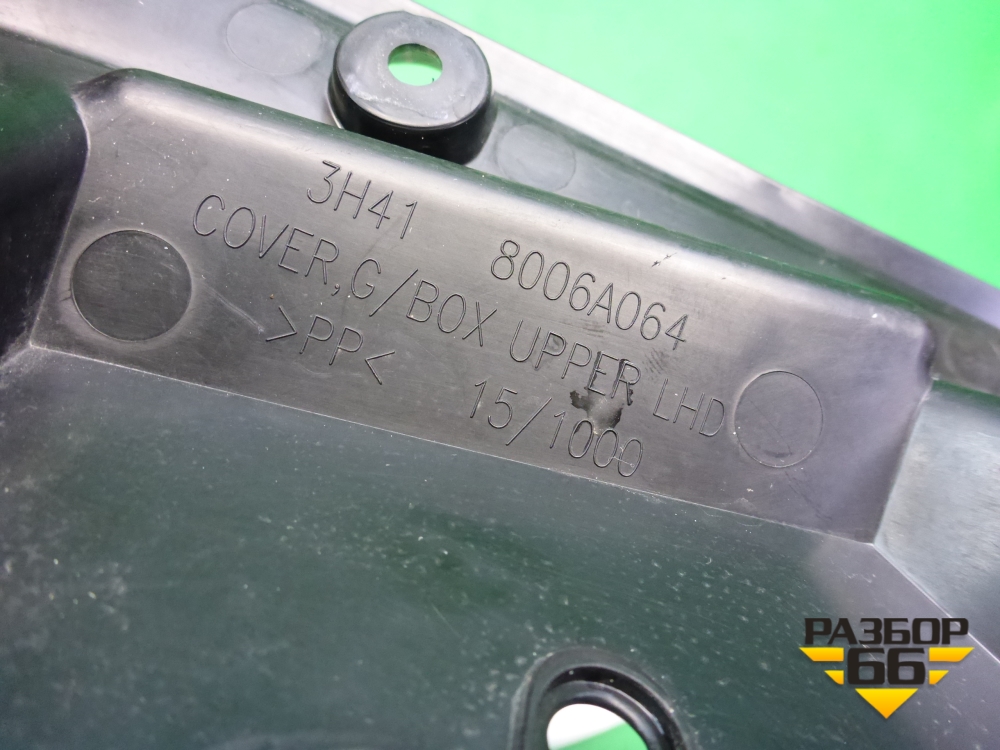 3H41 8006A064
COVER,G/BOX UPPER LHD
>PP< 15/1000
РАЗБОР
66